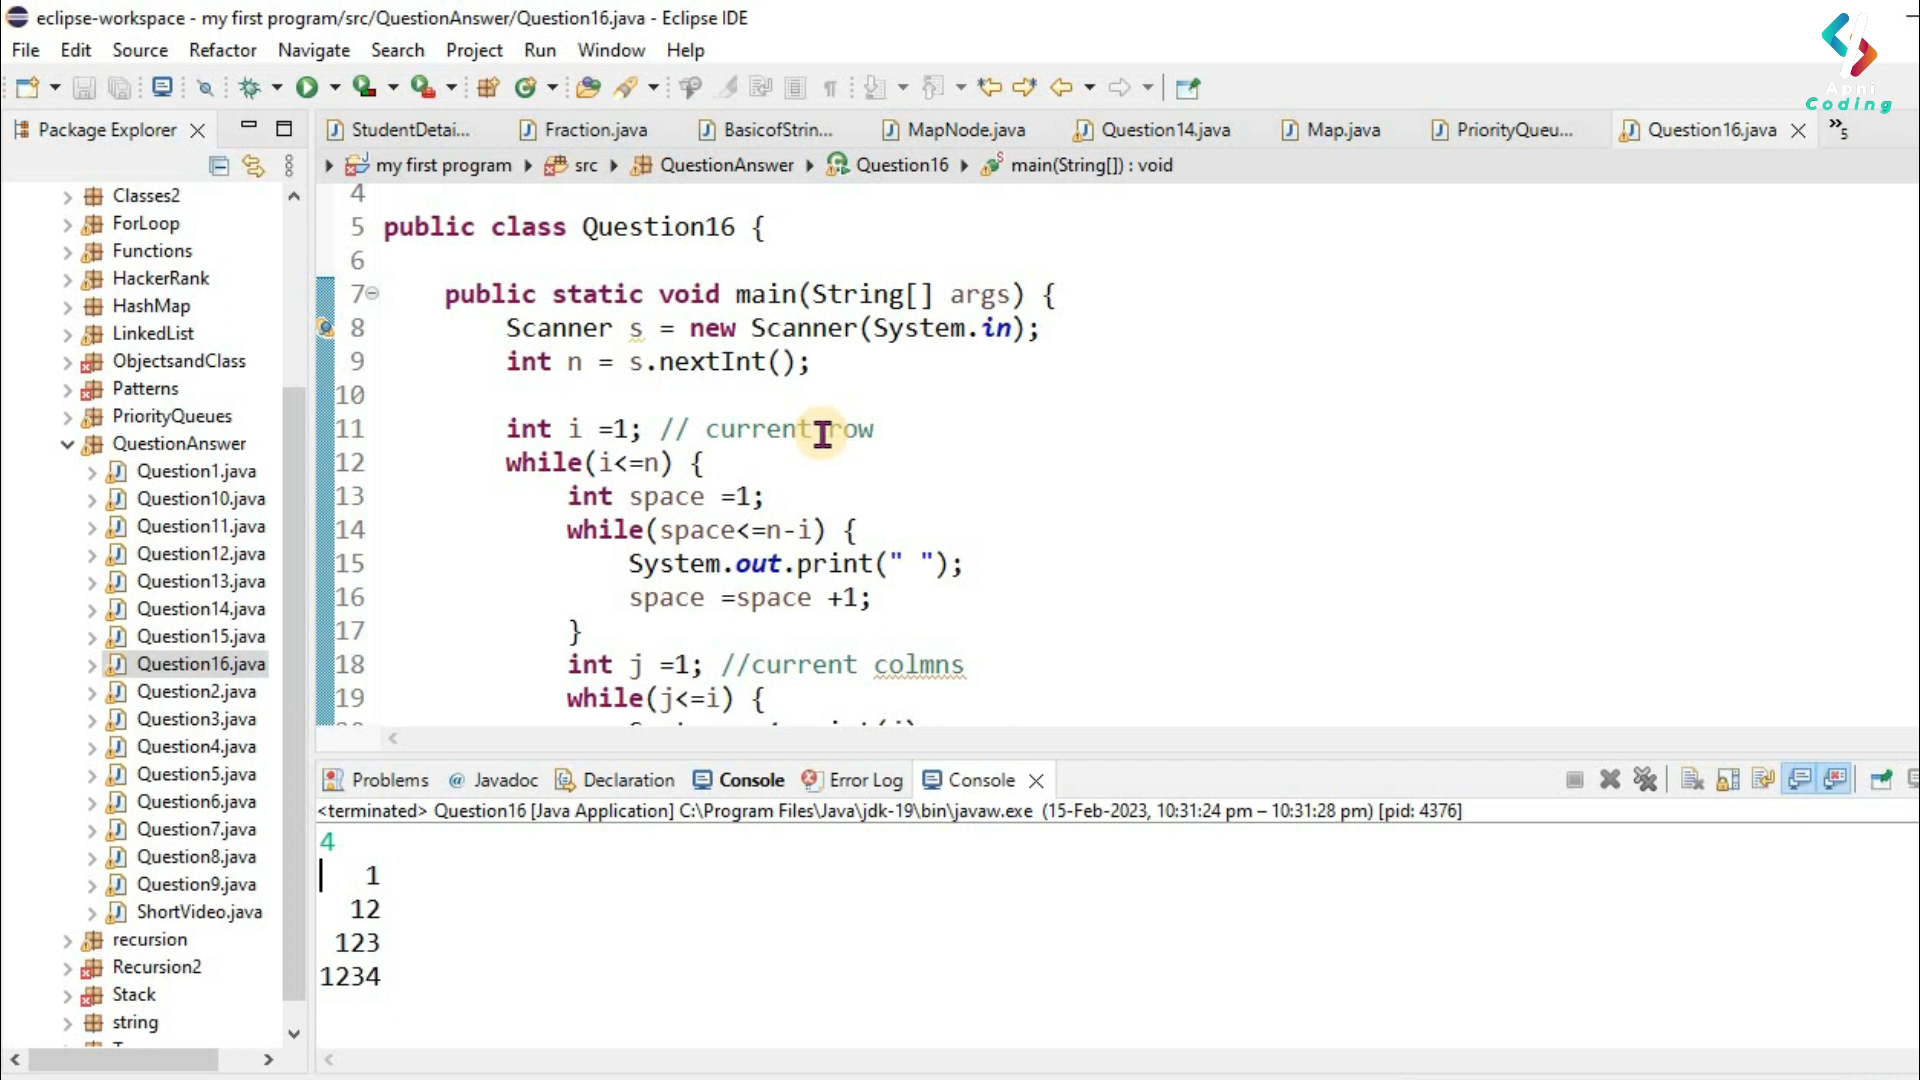 eclipse-workspace - my first program/src/QuestionAnswer/Question16.java - Eclipse IDE
File Edit Source Refactor Navigate Search Project Run Window Help
Aphi
Coding
Package Explorer
StudentDetai... Fraction.java BasicofStrin... MapNode.java Question14.java Map.java PriorityQueu... Question16.java »5
my first program src QuestionAnswer Question16 main(String[]) : void
Classes2
ForLoop
Functions
HackerRank
HashMap
LinkedList
ObjectsandClass
Patterns
PriorityQueues
QuestionAnswer
Question1.java
Question10.java
Question11.java
Question12.java
Question13.java
Question14.java
Question15.java
Question16.java
Question2.java
Question3.java
Question4.java
Question5.java
Question6.java
Question7.java
Question8.java
Question9.java
ShortVideo.java
recursion
Recursion2
Stack
string
4
5 public class Question16 {
6
7 public static void main(String[] args) {
8 Scanner s = new Scanner(System.in);
9 int n = s.nextInt();
10
11 int i =1; // current row
12 while(i<=n) {
13 int space =1;
14 while(space<=n-i) {
15 System.out.print(" ");
16 space =space +1;
17 }
18 int j =1; //current colmns
19 while(j<=i) {
Problems @ Javadoc Declaration Console Error Log Console
<terminated> Question16 [Java Application] C:\Program Files\Java\jdk-19\bin\javaw.exe (15-Feb-2023, 10:31:24 pm – 10:31:28 pm) [pid: 4376]
4
1
12
123
1234